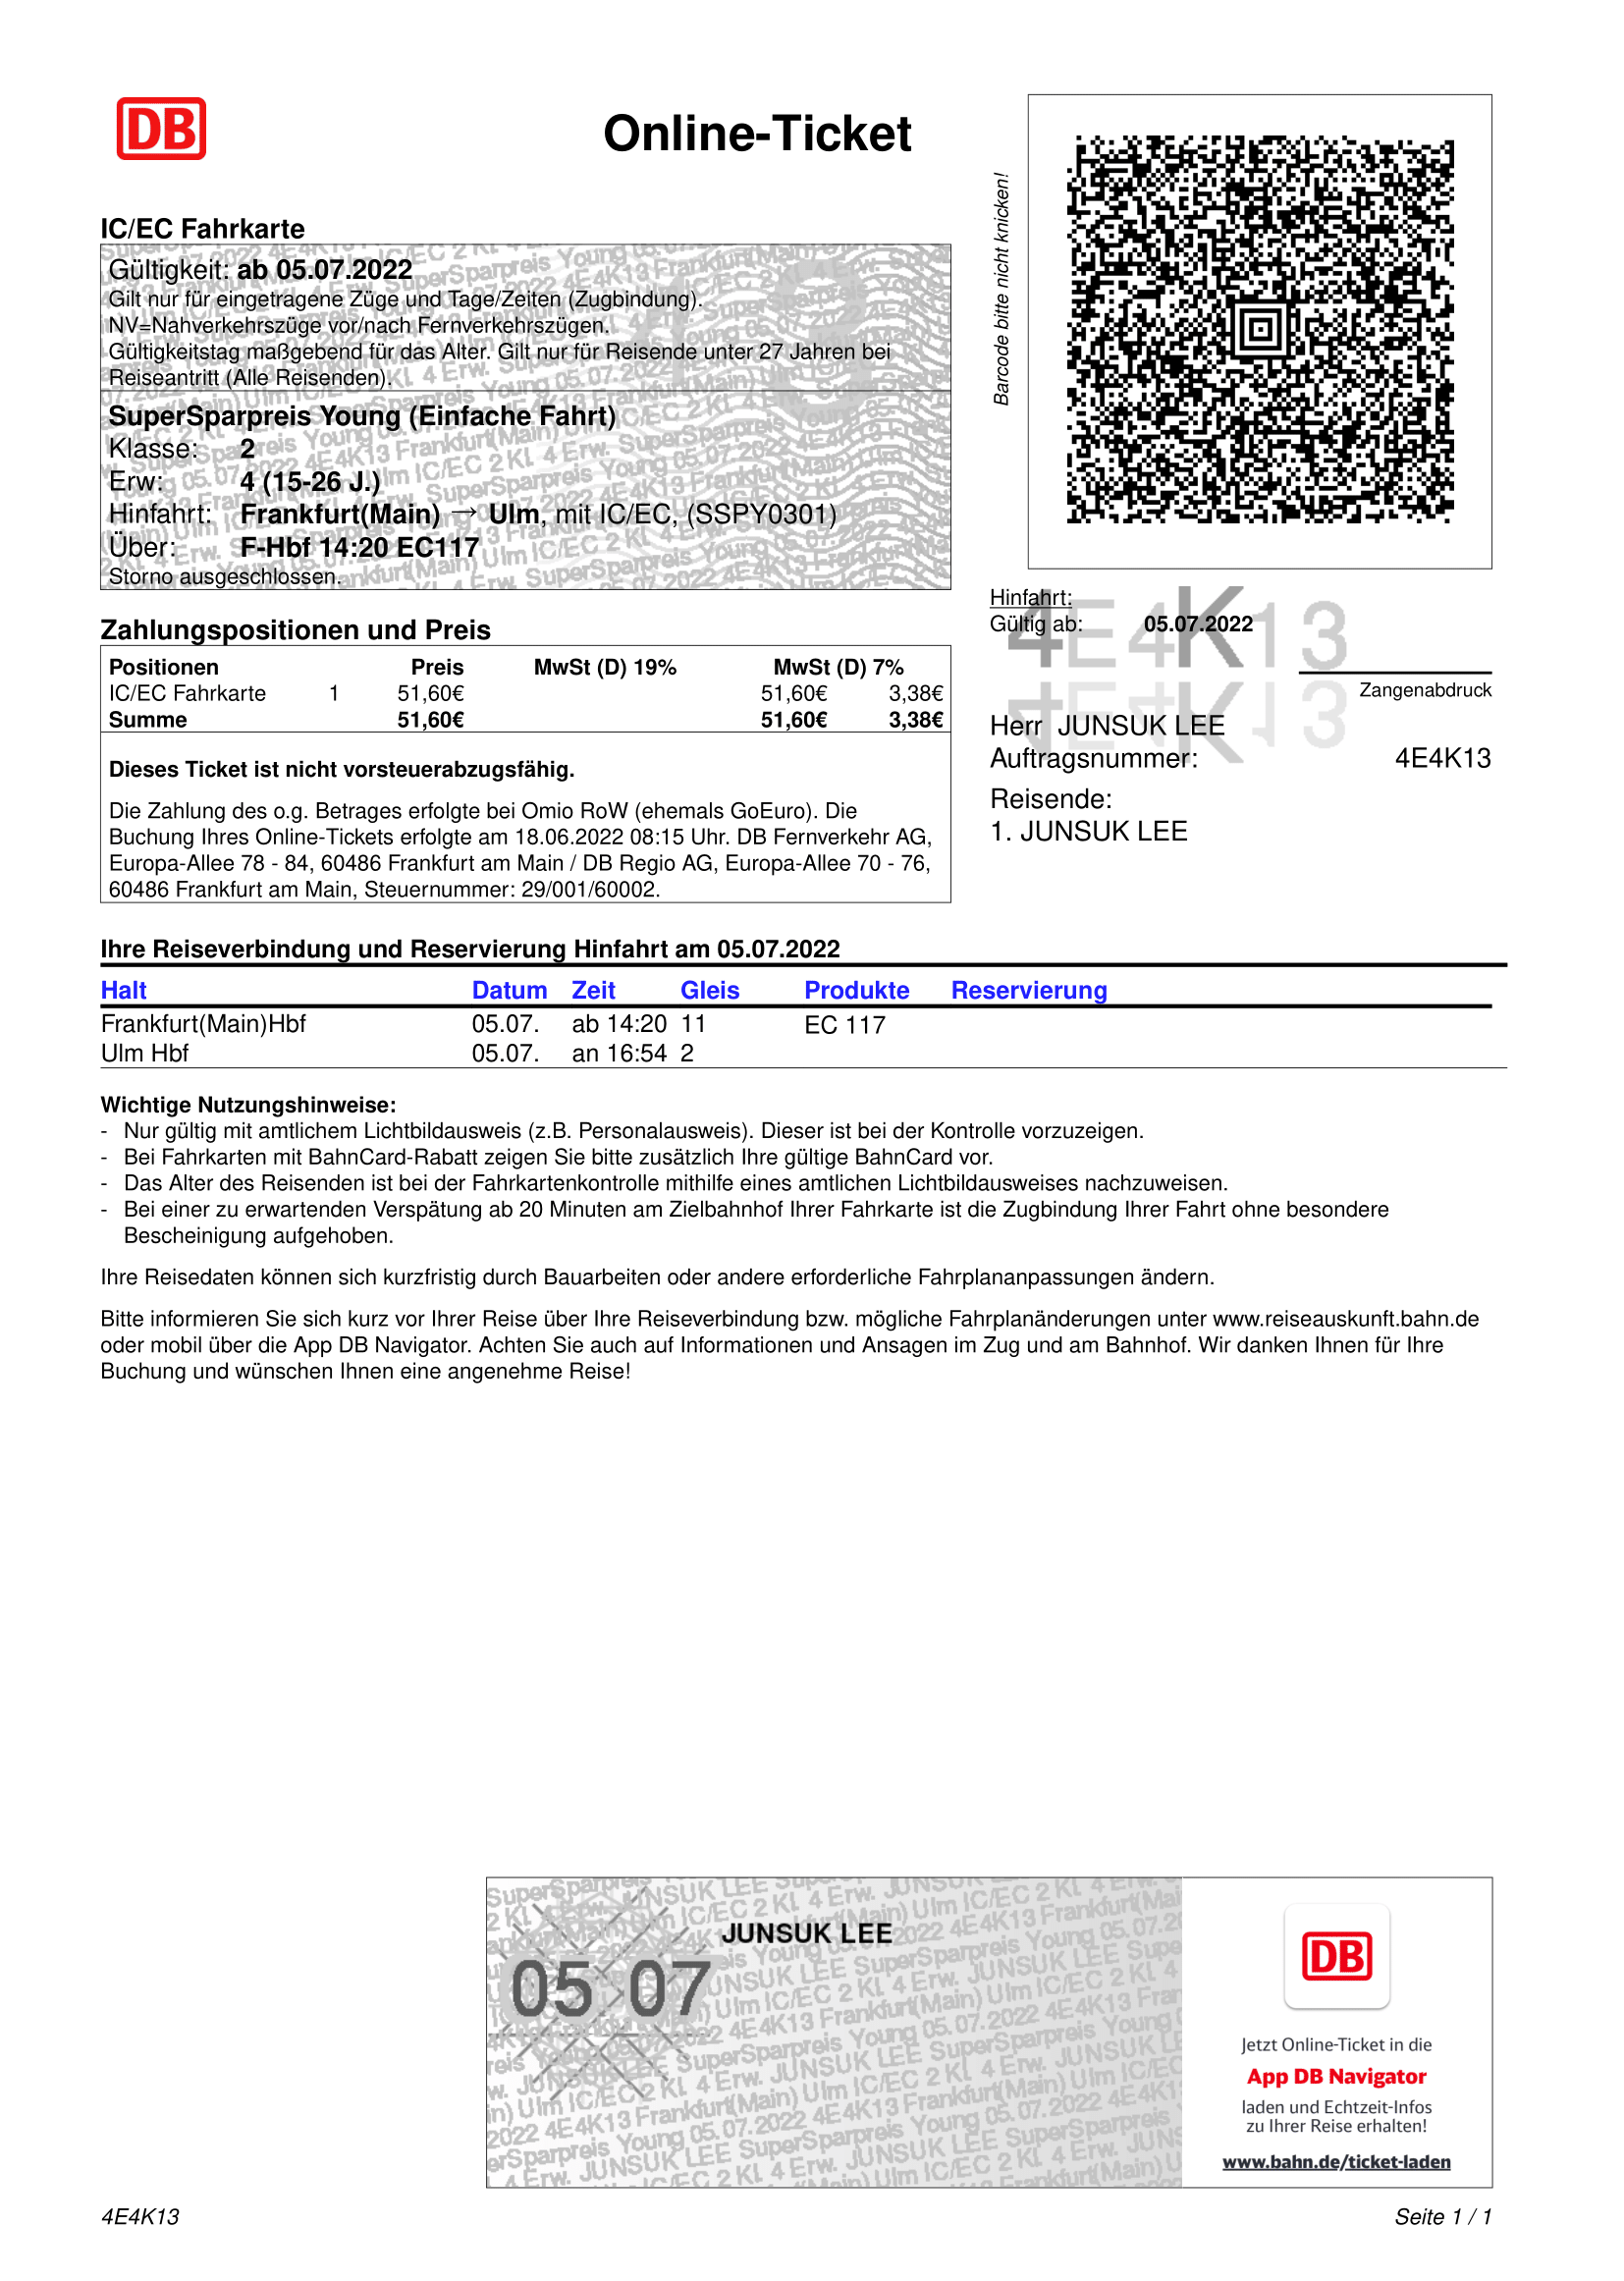 DB
Online-Ticket
Barcode bitte nicht knicken!
IC/EC Fahrkarte
Gültigkeit: ab 05.07.2022
Gilt nur für eingetragene Züge und Tage/Zeiten (Zugbindung).
NV=Nahverkehrszüge vor/nach Fernverkehrszügen.
Gültigkeitstag maßgebend für das Alter. Gilt nur für Reisende unter 27 Jahren bei
Reiseantritt (Alle Reisenden).
SuperSparpreis Young (Einfache Fahrt)
Klasse: 2
Erw: 4 (15-26 J.)
Hinfahrt: Frankfurt(Main) → Ulm, mit IC/EC, (SSPY0301)
Über: F-Hbf 14:20 EC117
Storno ausgeschlossen.
Hinfahrt:
Gültig ab: 05.07.2022
4E4K13
Zangenabdruck
Herr JUNSUK LEE
Auftragsnummer: 4E4K13
Reisende:
1. JUNSUK LEE
Zahlungspositionen und Preis
Positionen Preis MwSt (D) 19% MwSt (D) 7%
IC/EC Fahrkarte 1 51,60€ 51,60€ 3,38€
Summe 51,60€ 51,60€ 3,38€
Dieses Ticket ist nicht vorsteuerabzugsfähig.
Die Zahlung des o.g. Betrages erfolgte bei Omio RoW (ehemals GoEuro). Die
Buchung Ihres Online-Tickets erfolgte am 18.06.2022 08:15 Uhr. DB Fernverkehr AG,
Europa-Allee 78 - 84, 60486 Frankfurt am Main / DB Regio AG, Europa-Allee 70 - 76,
60486 Frankfurt am Main, Steuernummer: 29/001/60002.
Ihre Reiseverbindung und Reservierung Hinfahrt am 05.07.2022
Halt Datum Zeit Gleis Produkte Reservierung
Frankfurt(Main)Hbf 05.07. ab 14:20 11 EC 117
Ulm Hbf 05.07. an 16:54 2
Wichtige Nutzungshinweise:
- Nur gültig mit amtlichem Lichtbildausweis (z.B. Personalausweis). Dieser ist bei der Kontrolle vorzuzeigen.
- Bei Fahrkarten mit BahnCard-Rabatt zeigen Sie bitte zusätzlich Ihre gültige BahnCard vor.
- Das Alter des Reisenden ist bei der Fahrkartenkontrolle mithilfe eines amtlichen Lichtbildausweises nachzuweisen.
- Bei einer zu erwartenden Verspätung ab 20 Minuten am Zielbahnhof Ihrer Fahrkarte ist die Zugbindung Ihrer Fahrt ohne besondere
Bescheinigung aufgehoben.
Ihre Reisedaten können sich kurzfristig durch Bauarbeiten oder andere erforderliche Fahrplananpassungen ändern.
Bitte informieren Sie sich kurz vor Ihrer Reise über Ihre Reiseverbindung bzw. mögliche Fahrplanänderungen unter www.reiseauskunft.bahn.de
oder mobil über die App DB Navigator. Achten Sie auch auf Informationen und Ansagen im Zug und am Bahnhof. Wir danken Ihnen für Ihre
Buchung und wünschen Ihnen eine angenehme Reise!
JUNSUK LEE
05 07
DB
Jetzt Online-Ticket in die
App DB Navigator
laden und Echtzeit-Infos
zu Ihrer Reise erhalten!
www.bahn.de/ticket-laden
4E4K13
Seite 1 / 1